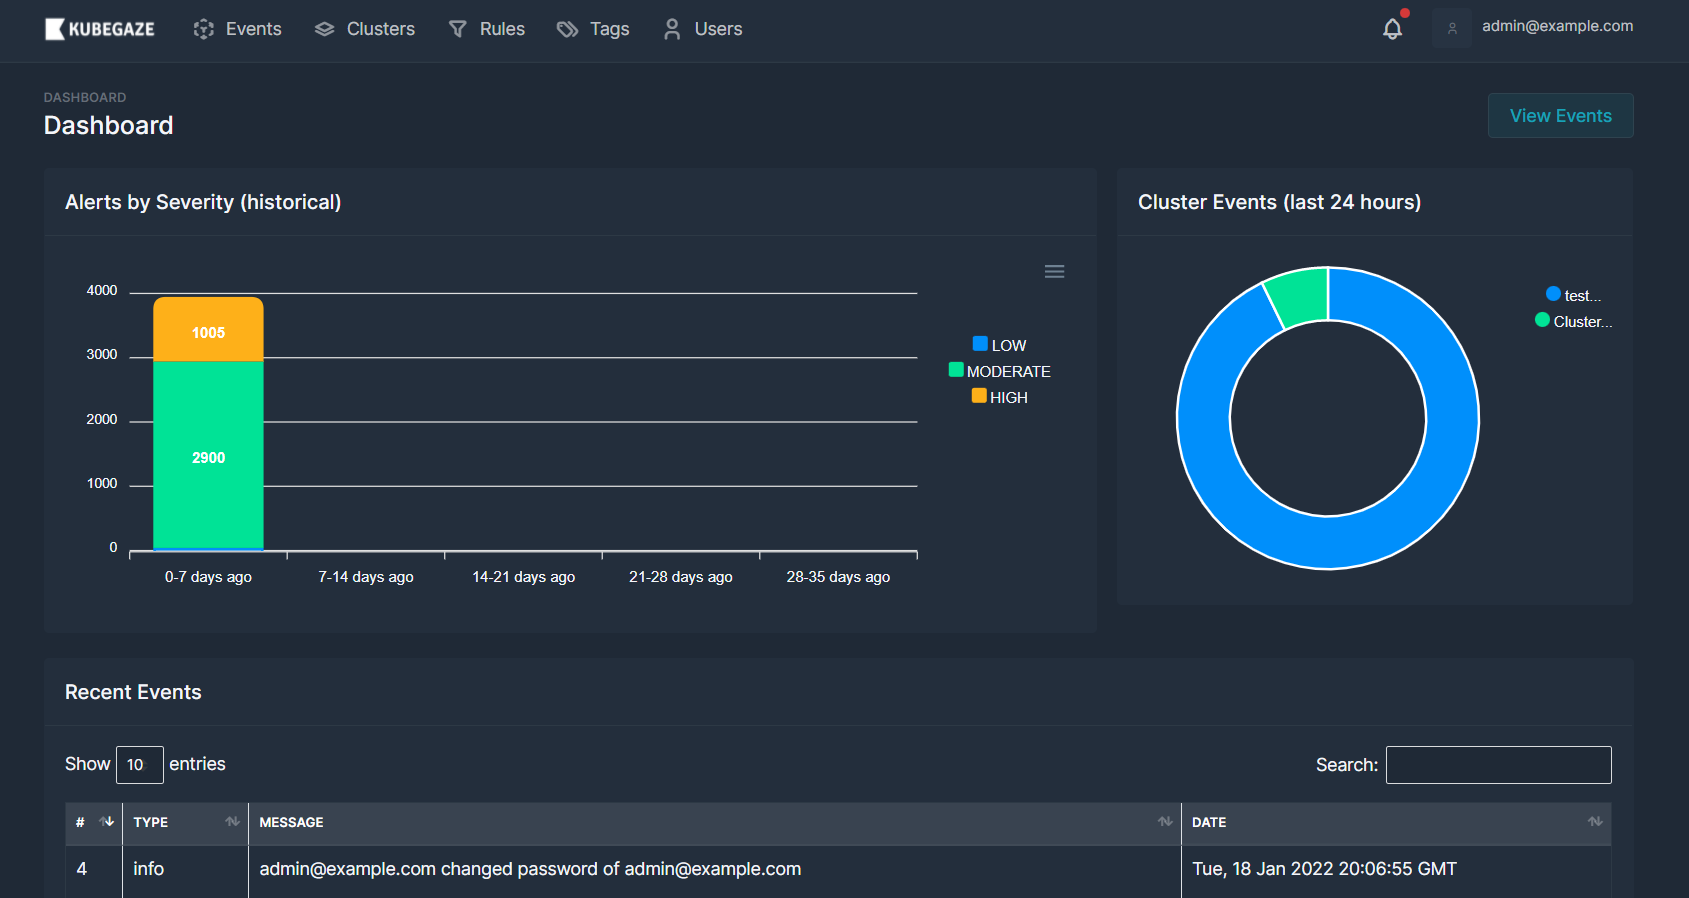 KUBEGAZE Events Clusters Rules Tags Users admin@example.com
DASHBOARD
Dashboard
View Events
Alerts by Severity (historical)
4000
3000
2000
1000
0
1005
2900
0-7 days ago 7-14 days ago 14-21 days ago 21-28 days ago 28-35 days ago
LOW
MODERATE
HIGH
Cluster Events (last 24 hours)
test...
Cluster...
Recent Events
Show 10 entries Search:
# TYPE MESSAGE DATE
4 info admin@example.com changed password of admin@example.com Tue, 18 Jan 2022 20:06:55 GMT